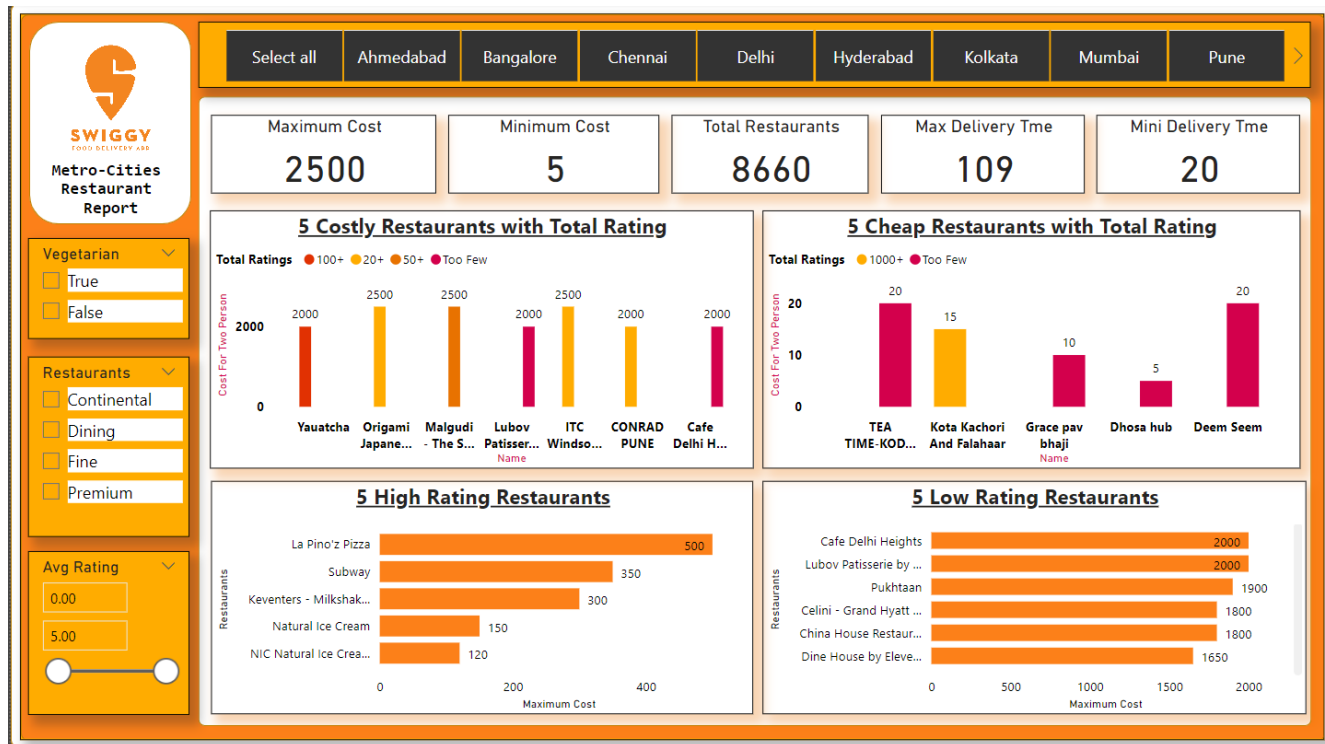 SWIGGY
FOOD DELIVERY APP
Metro-Cities
Restaurant
Report
Select all Ahmedabad Bangalore Chennai Delhi Hyderabad Kolkata Mumbai Pune
Maximum Cost
2500
Minimum Cost
5
Total Restaurants
8660
Max Delivery Tme
109
Mini Delivery Tme
20
Vegetarian
True
False
Restaurants
Continental
Dining
Fine
Premium
Avg Rating
0.00
5.00
5 Costly Restaurants with Total Rating
Total Ratings 100+ 20+ 50+ Too Few
Cost For Two Person
2000
0
2000 2500 2500 2000 2500 2000 2000
Yauatcha Origami Malgudi Lubov ITC CONRAD Cafe
Japane... - The S... Patisser... Windso... PUNE Delhi H...
Name
5 Cheap Restaurants with Total Rating
Total Ratings 1000+ Too Few
Cost For Two Person
20
10
0
20 15 10 5 20
TEA Kota Kachori Grace pav Dhosa hub Deem Seem
TIME-KOD... And Falahaar bhaji
Name
5 High Rating Restaurants
Restaurants
La Pino'z Pizza 500
Subway 350
Keventers - Milkshak... 300
Natural Ice Cream 150
NIC Natural Ice Crea... 120
0 200 400
Maximum Cost
5 Low Rating Restaurants
Restaurants
Cafe Delhi Heights 2000
Lubov Patisserie by ... 2000
Pukhtaan 1900
Celini - Grand Hyatt ... 1800
China House Restaur... 1800
Dine House by Eleve... 1650
0 500 1000 1500 2000
Maximum Cost